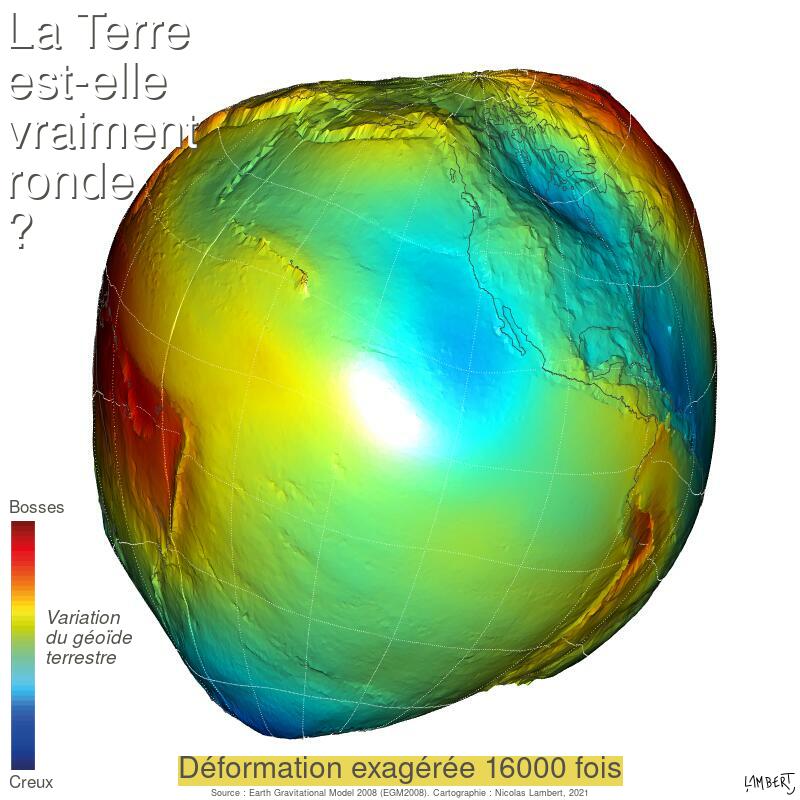 La Terre
est-elle
vraiment
ronde
?
Bosses
Variation
du géoïde
terrestre
Creux
Déformation exagérée 16000 fois
Source : Earth Gravitational Model 2008 (EGM2008). Cartographie : Nicolas Lambert, 2021
LAMBERT